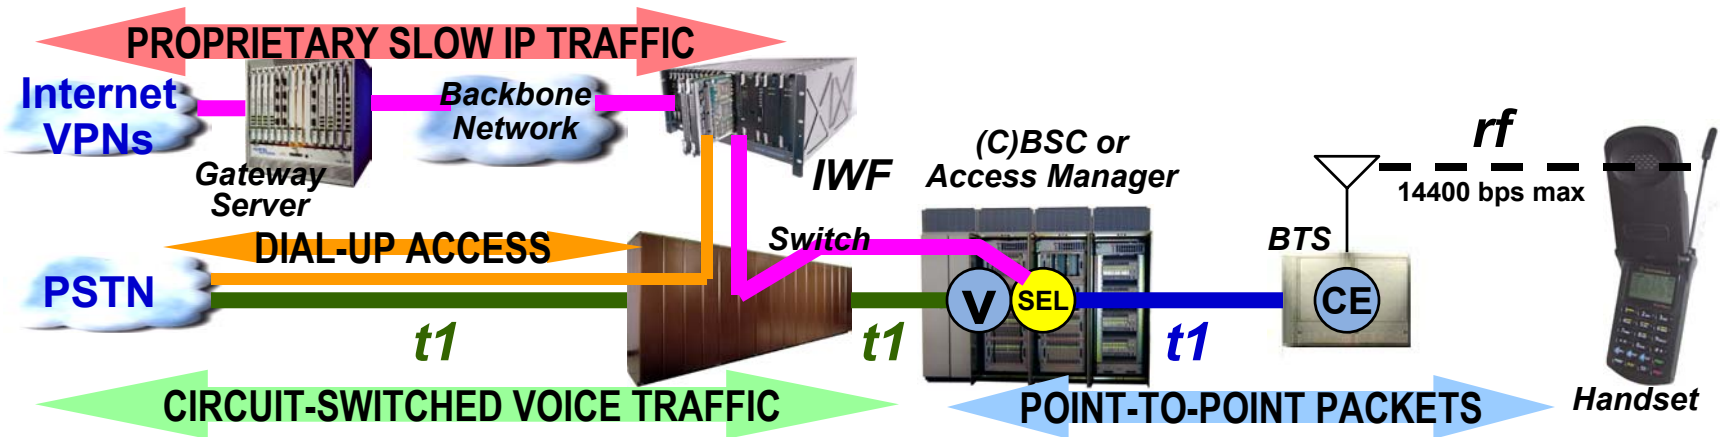 PROPRIETARY SLOW IP TRAFFIC
Internet
VPNs
Backbone
Network
Gateway
Server
IWF
(C)BSC or
Access Manager
rf
14400 bps max
DIAL-UP ACCESS
Switch
BTS
PSTN
t1
t1
v
SEL
t1
CE
CIRCUIT-SWITCHED VOICE TRAFFIC
POINT-TO-POINT PACKETS
Handset